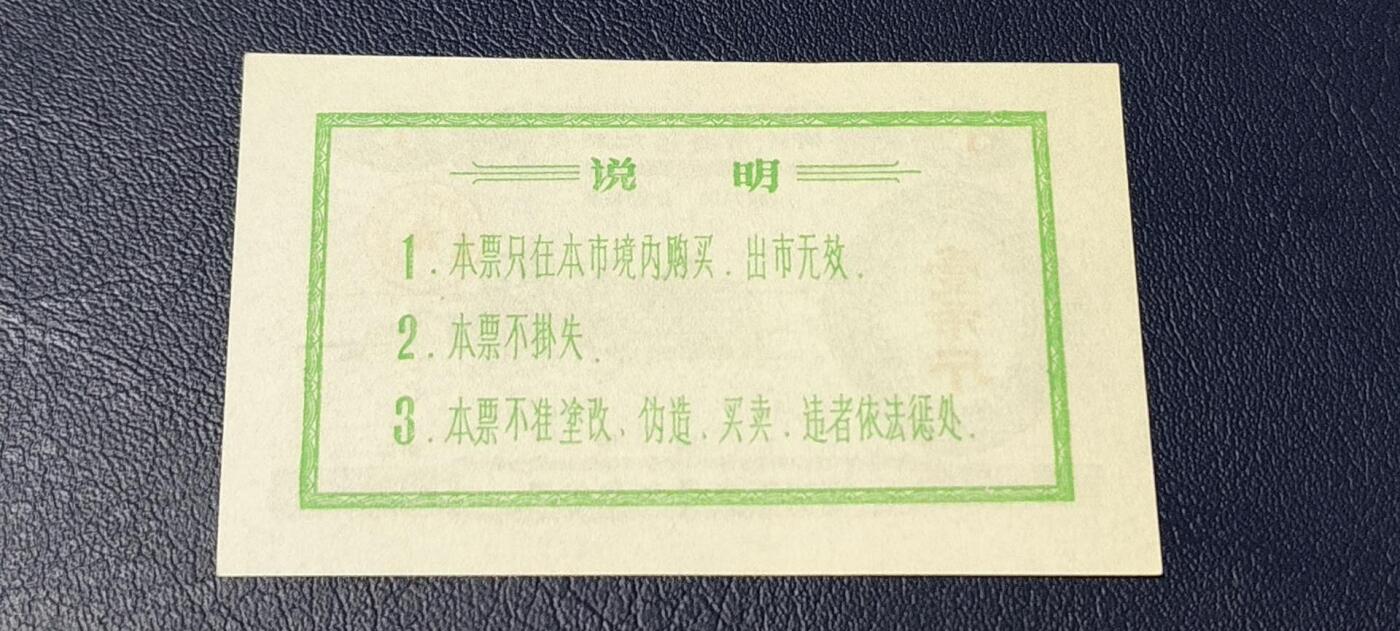 说 明
1．本票只在本市境内购买．出市无效．
2．本票不掛失．
3．本票不准塗改、伪造、买卖．违者依法惩处．